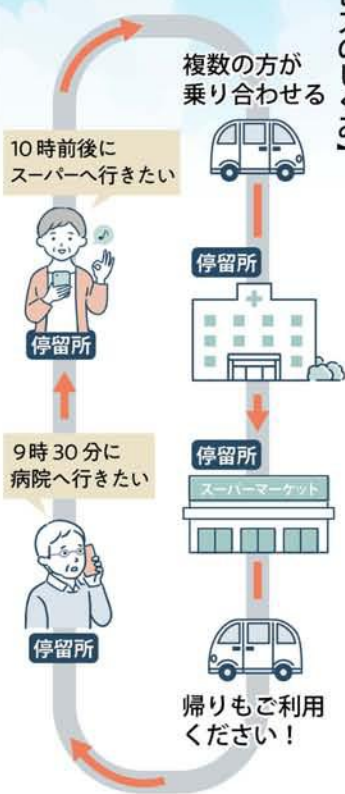 複数の方が
乗り合わせる
10時前後に
スーパーへ行きたい
停留所
停留所
9時30分に
病院へ行きたい
停留所
スーパーマーケット
停留所
帰りもご利用
ください！